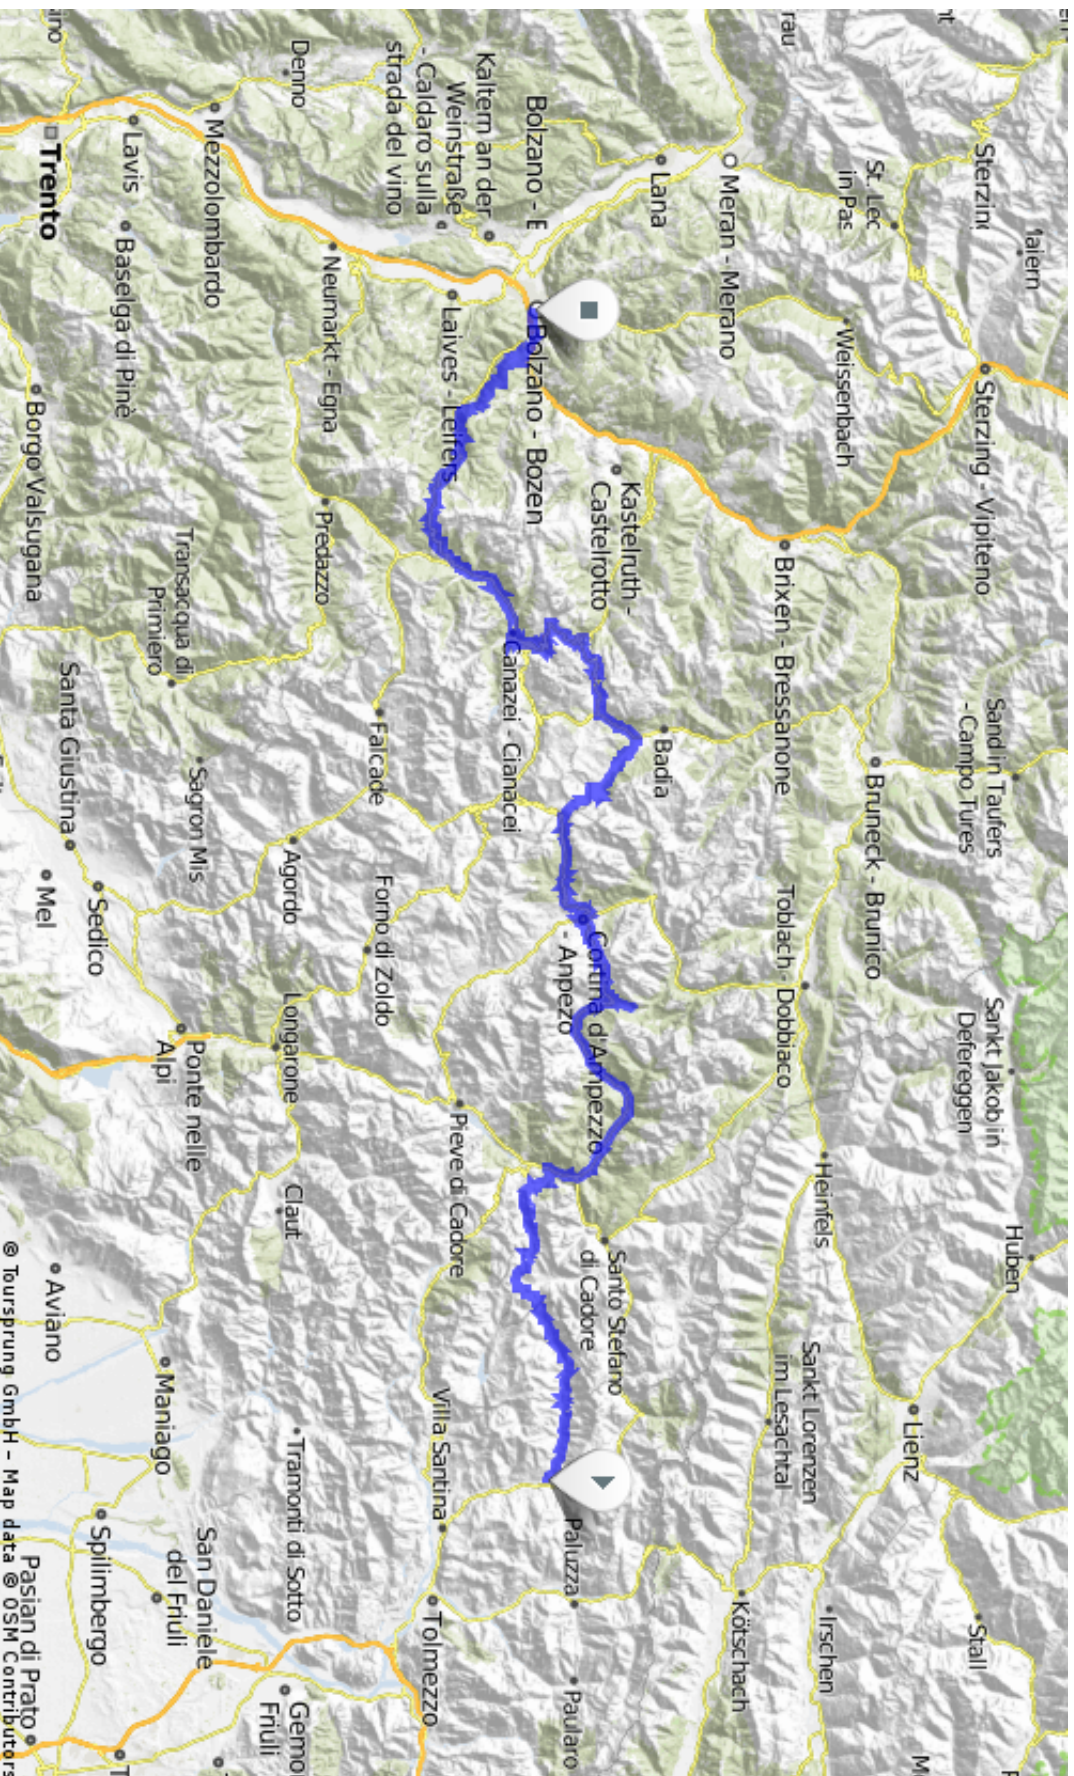 Huben
Maiern
Sterzing - Vipiteno
Stall
Sand in Taufers
- Campo Tures
Sankt Jakob in
Defereggen
Lienz
St. Leo
in Pas
Bruneck - Brunico
Weissenbach
Heinfels
Irschen
Toblach - Dobbiaco
Sankt Lorenzen
im Lesachtal
Brixen - Bressanone
Meran - Merano
Kötschach
Lana
Badia
Kastelruth -
Castelrotto
Santo Stefano
di Cadore
Cortina d'Ampezzo
- Anpezo
Paluzza
Paularo
Bolzano - Bozen
Canazei - Cianacei
Kaltern an der
Weinstraße
- Caldaro sulla
strada del vino
Laives - Leifers
Pieve di Cadore
Villa Santina
Tolmezzo
Falcade
Forno di Zoldo
Neumarkt - Egna
Predazzo
Denno
Agordo
Longarone
Claut
Tramonti di Sotto
Gemo
Friuli
Mezzolombardo
Sagron Mis
Ponte nelle
Alpi
San Daniele
del Friuli
Transacqua di
Primiero
Maniago
Lavis
Baselga di Pinè
Sedico
Spilimbergo
Trento
Santa Giustina
Mel
Aviano
Borgo Valsugana
Pasian di Prato
© Toursprung GmbH - Map data © OSM Contributors